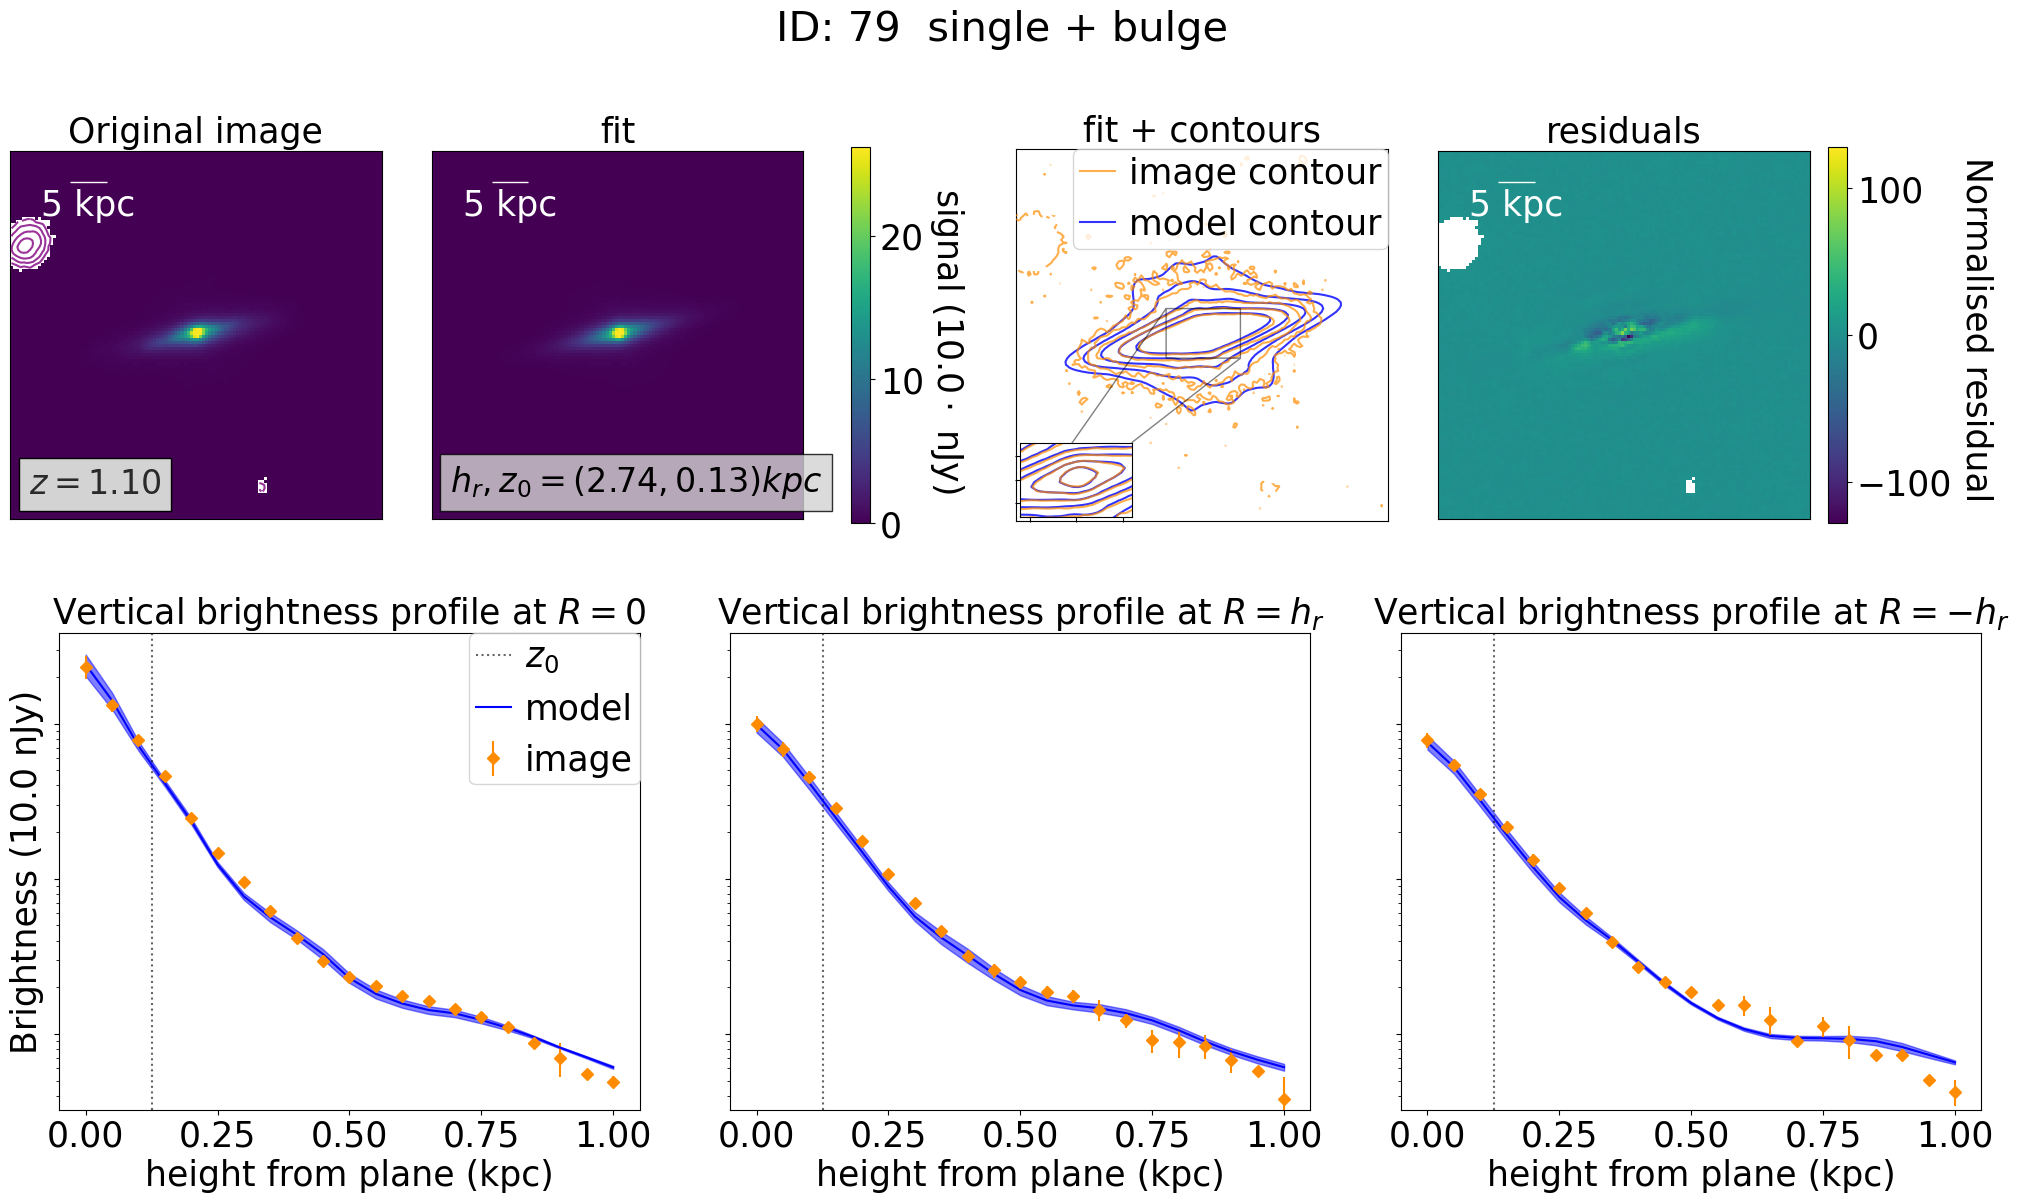 ID: 79  single + bulge
Original image
fit
fit + contours
residuals
5 kpc
z = 1.10
5 kpc
h_r, z_0 = (2.74, 0.13)kpc
20
10
0
signal (10.0 · nJy)
image contour
model contour
5 kpc
100
0
−100
Normalised residual
Vertical brightness profile at R = 0
z_0
model
image
Brightness (10.0 nJy)
0.00 0.25 0.50 0.75 1.00
height from plane (kpc)
Vertical brightness profile at R = h_r
0.00 0.25 0.50 0.75 1.00
height from plane (kpc)
Vertical brightness profile at R = −h_r
0.00 0.25 0.50 0.75 1.00
height from plane (kpc)